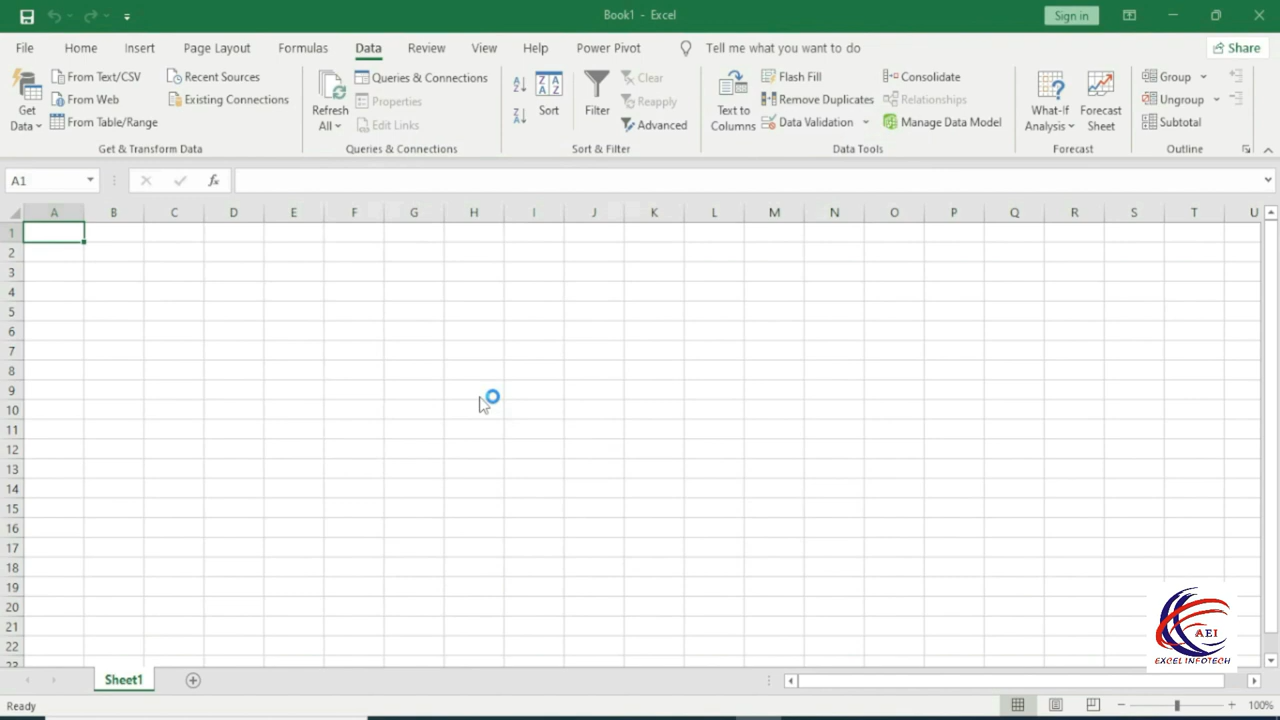 Book1 - Excel
Sign in
File Home Insert Page Layout Formulas Data Review View Help Power Pivot Tell me what you want to do Share
From Text/CSV
From Web
From Table/Range
Recent Sources
Existing Connections
Get
Data
Get & Transform Data
Refresh
All
Queries & Connections
Properties
Edit Links
Queries & Connections
Sort
Filter
Clear
Reapply
Advanced
Sort & Filter
Text to
Columns
Flash Fill
Remove Duplicates
Data Validation
Consolidate
Relationships
Manage Data Model
Data Tools
What-If
Analysis
Forecast
Sheet
Forecast
Group
Ungroup
Subtotal
Outline
A1
fx
A B C D E F G H I J K L M N O P Q R S T U
1
2
3
4
5
6
7
8
9
10
11
12
13
14
15
16
17
18
19
20
21
22
23
AEI
EXCEL INFOTECH
Sheet1
Ready
100%